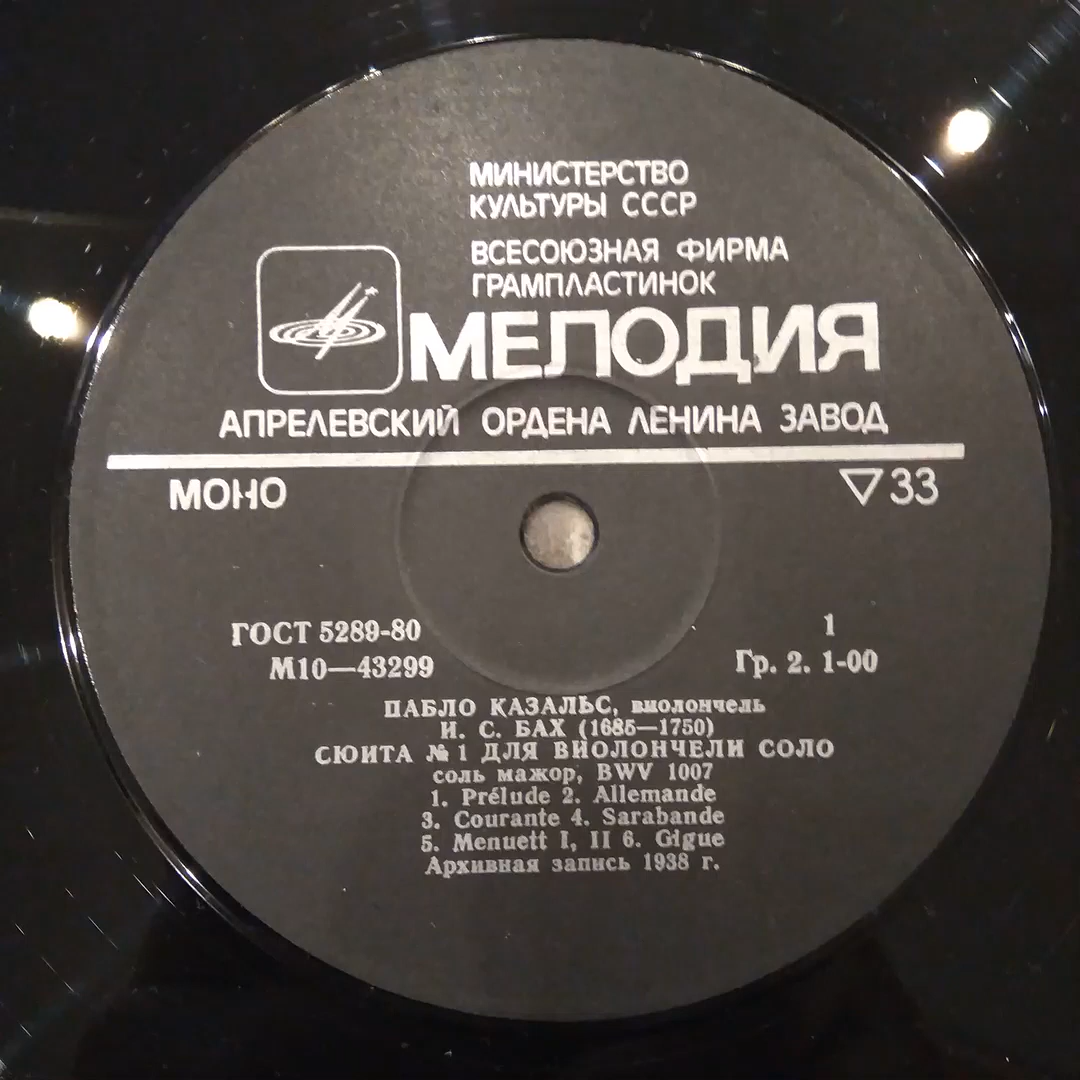 МИНИСТЕРСТВО
КУЛЬТУРЫ СССР
ВСЕСОЮЗНАЯ ФИРМА
ГРАМПЛАСТИНОК
МЕЛОДИЯ
АПРЕЛЕВСКИЙ ОРДЕНА ЛЕНИНА ЗАВОД
МОНО ▽33
ГОСТ 5289-80 1
М10—43299 Гр. 2. 1-00
ПАБЛО КАЗАЛЬС, виолончель
И. С. БАХ (1685—1750)
СЮИТА № 1 ДЛЯ ВИОЛОНЧЕЛИ СОЛО
соль мажор, BWV 1007
1. Prélude 2. Allemande
3. Courante 4. Sarabande
5. Menuett I, II 6. Gigue
Архивная запись 1938 г.